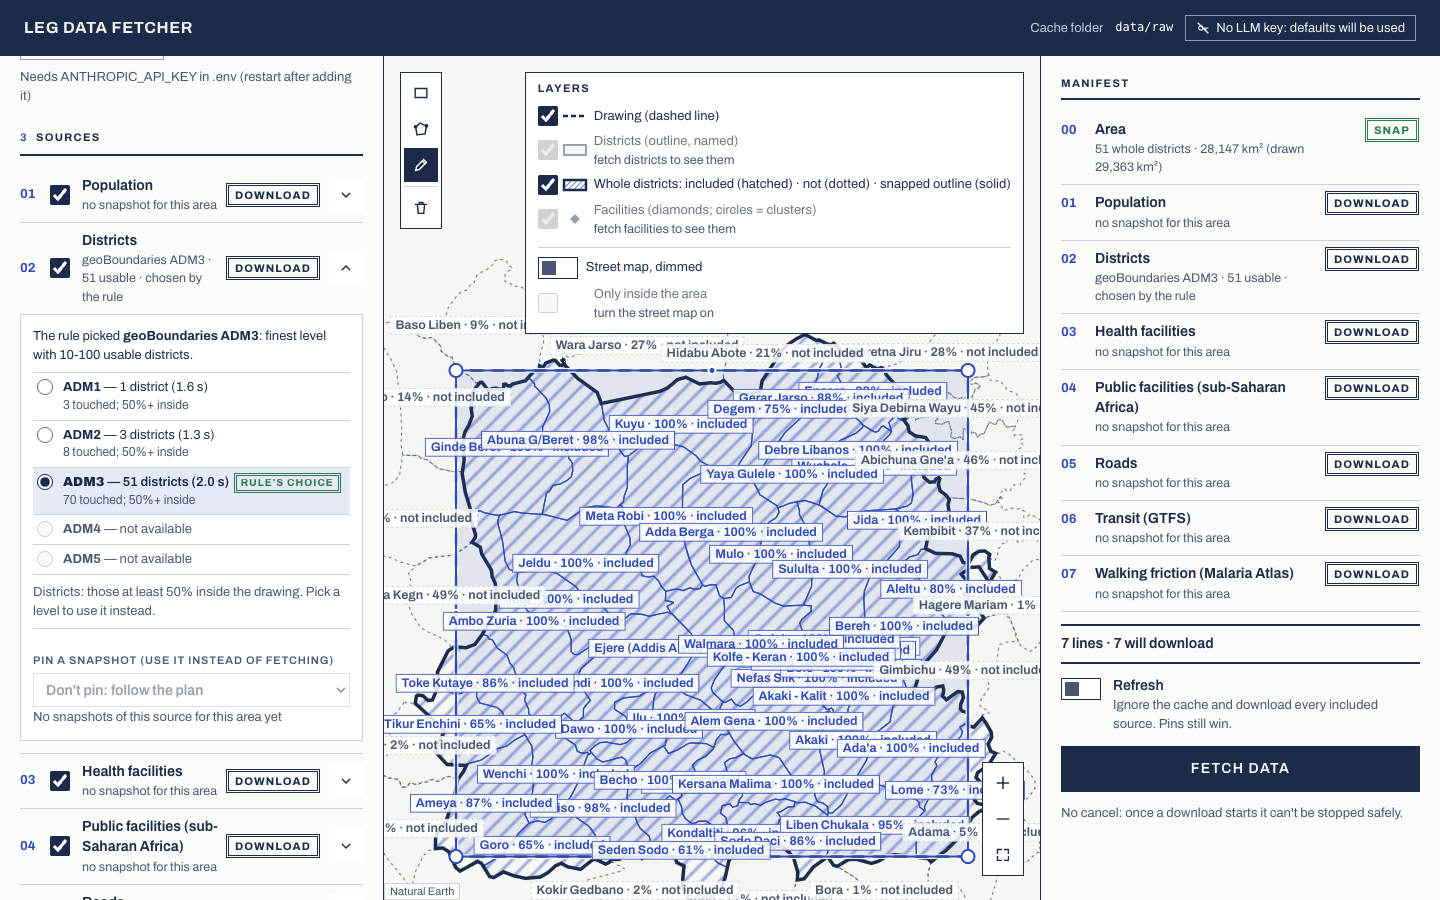 LEG DATA FETCHER
Cache folder data/raw
No LLM key: defaults will be used
Needs ANTHROPIC_API_KEY in .env (restart after adding
it)
3 SOURCES
01 Population
no snapshot for this area
DOWNLOAD
02 Districts
geoBoundaries ADM3 ·
51 usable · chosen by
the rule
DOWNLOAD
The rule picked geoBoundaries ADM3: finest level
with 10-100 usable districts.
ADM1 — 1 district (1.6 s)
3 touched; 50%+ inside
ADM2 — 3 districts (1.3 s)
8 touched; 50%+ inside
ADM3 — 51 districts (2.0 s) RULE'S CHOICE
70 touched; 50%+ inside
ADM4 — not available
ADM5 — not available
Districts: those at least 50% inside the drawing. Pick a
level to use it instead.
PIN A SNAPSHOT (USE IT INSTEAD OF FETCHING)
Don't pin: follow the plan
No snapshots of this source for this area yet
03 Health facilities
no snapshot for this area
DOWNLOAD
04 Public facilities (sub-
Saharan Africa)
no snapshot for this area
DOWNLOAD
LAYERS
Drawing (dashed line)
Districts (outline, named)
fetch districts to see them
Whole districts: included (hatched) · not (dotted) · snapped outline (solid)
Facilities (diamonds; circles = clusters)
fetch facilities to see them
Street map, dimmed
Only inside the area
turn the street map on
Baso Liben · 9% · not
Wara Jarso · 27% · not included
Hidabu Abote · 21% · not included
Jiru · 28% · not included
· 14% · not included
Gerar Jarso · 88% ·
Degem · 75% · included
Siya Debirna Wayu · 45% · not
Kuyu · 100% · included
Abuna G/Beret · 98% · included
Debre Libanos · 100% · included
Abichuna Gne'a · 46% · not
Yaya Gulele · 100% · included
% · not included
Meta Robi · 100% · included
Jida · 100% · included
Adda Berga · 100% · included
Kembibit · 37% · not
Mulo · 100% · included
Jeldu · 100% · included
Sululta · 100% · included
Aleltu · 80% · included
Kegn · 49% · not included
Hagere Mariam · 1%
Ambo Zuria · 100% · included
Bereh · 100% · included
Ejere (Addis
Walmara · 100% · included
Kolfe - Keran · 100% · included
Gimbichu · 49% · not
Nefas Silk ·
Toke Kutaye · 86% · included
· 100% · included
Akaki - Kalit · 100% · included
Tikur Enchini · 65% · included
Dawo · 100% · included
Alem Gena · 100% · included
· 2% · not included
Akaki ·
Ada'a · 100% · included
Wenchi · 100% ·
Becho ·
Kersana Malima · 100% · included
Lome · 73% ·
Ameya · 87% · included
· 98% · included
% · not included
Liben Chukala · 95% ·
Adama · 5%
· 86% · included
Goro · 65% ·
Seden Sodo · 61% · included
Kokir Gedbano · 2% · not included
Bora · 1% · not included
Natural Earth
MANIFEST
00 Area
51 whole districts · 28,147 km² (drawn
29,363 km²)
SNAP
01 Population
no snapshot for this area
DOWNLOAD
02 Districts
geoBoundaries ADM3 · 51 usable ·
chosen by the rule
DOWNLOAD
03 Health facilities
no snapshot for this area
DOWNLOAD
04 Public facilities (sub-Saharan
Africa)
no snapshot for this area
DOWNLOAD
05 Roads
no snapshot for this area
DOWNLOAD
06 Transit (GTFS)
no snapshot for this area
DOWNLOAD
07 Walking friction (Malaria Atlas)
no snapshot for this area
DOWNLOAD
7 lines · 7 will download
Refresh
Ignore the cache and download every included
source. Pins still win.
FETCH DATA
No cancel: once a download starts it can't be stopped safely.